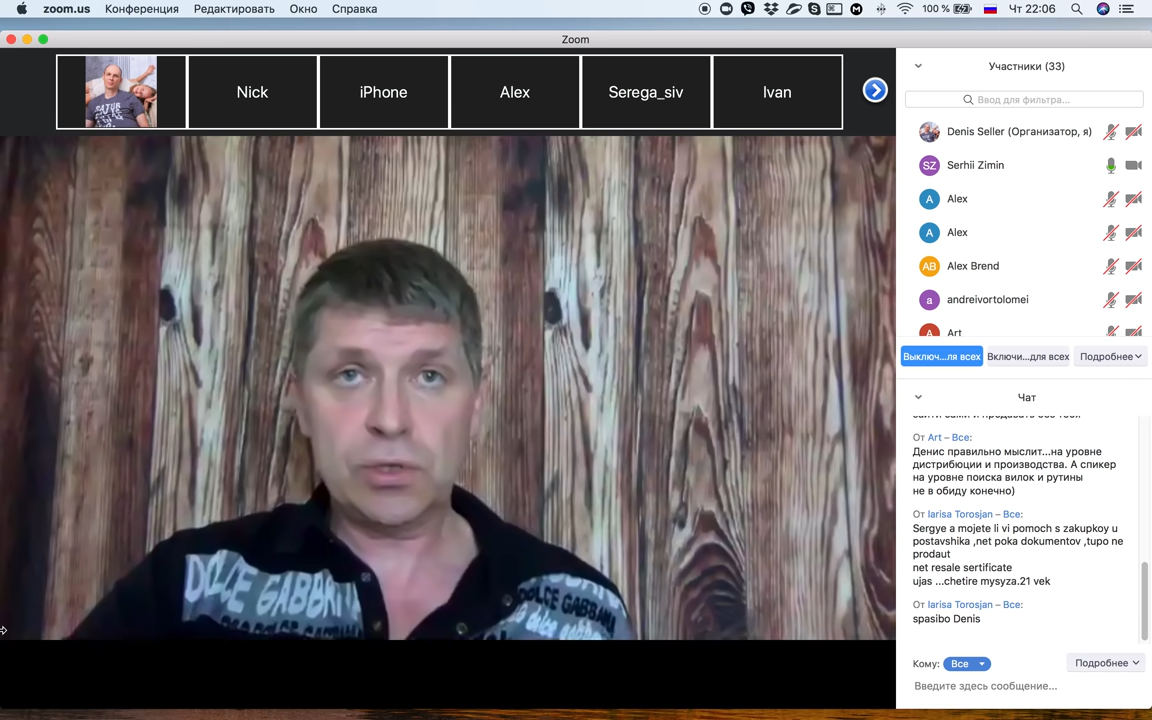 zoom.us Конференция Редактировать Окно Справка
100 % Чт 22:06
Zoom
Nick
iPhone
Alex
Serega_siv
Ivan
Участники (33)
Ввод для фильтра...
Denis Seller (Организатор, я)
SZ Serhii Zimin
A Alex
A Alex
AB Alex Brend
a andreivortolomei
A Art
Выключ...ля всех Включи...для всех Подробнее
Чат
От Art – Все:
Денис правильно мыслит...на уровне
дистрибюции и производства. А спикер
на уровне поиска вилок и рутины
не в обиду конечно)
От larisa Torosjan – Все:
Sergye a mojete li vi pomoch s zakupkoy u
postavshika ,net poka dokumentov ,tupo ne
prodaut
net resale sertificate
ujas ...chetire mysyza.21 vek
От larisa Torosjan – Все:
spasibo Denis
Кому: Все Подробнее
Введите здесь сообщение...
DOLCE GABBANA
DOLCE GABBANA